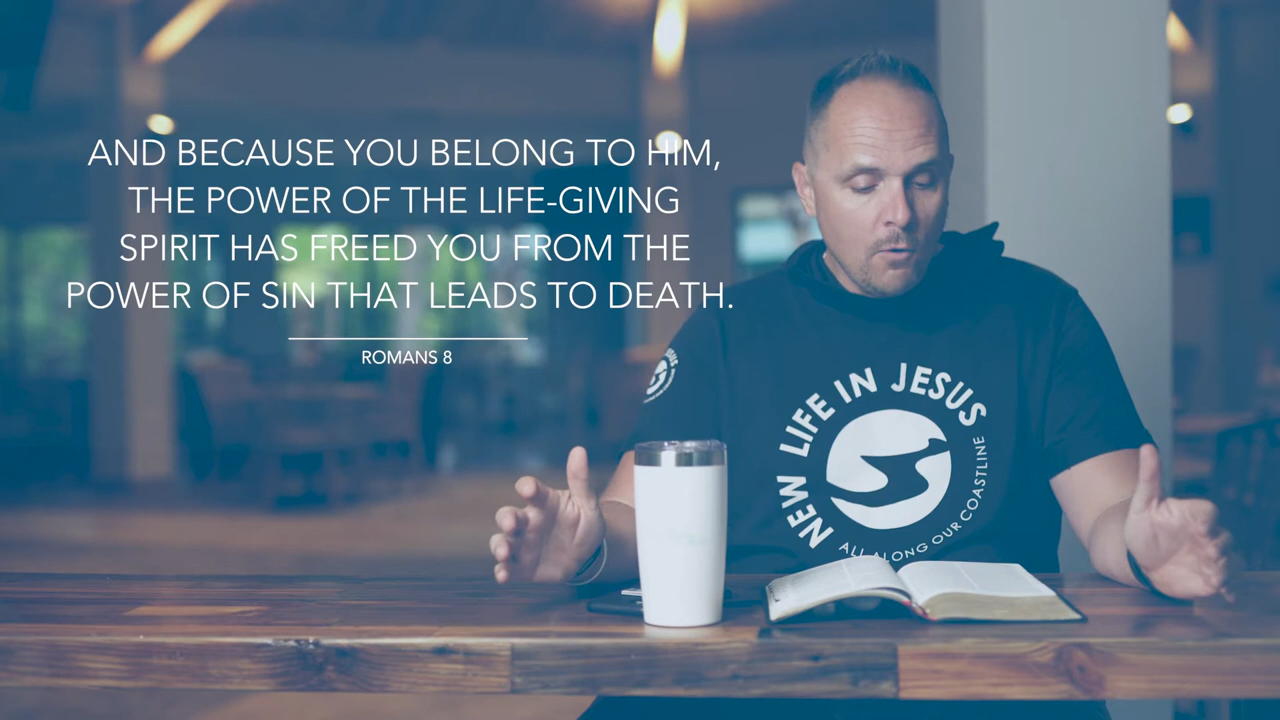 AND BECAUSE YOU BELONG TO HIM,
THE POWER OF THE LIFE-GIVING
SPIRIT HAS FREED YOU FROM THE
POWER OF SIN THAT LEADS TO DEATH.
ROMANS 8
NEW LIFE IN JESUS
ALL ALONG OUR COASTLINE